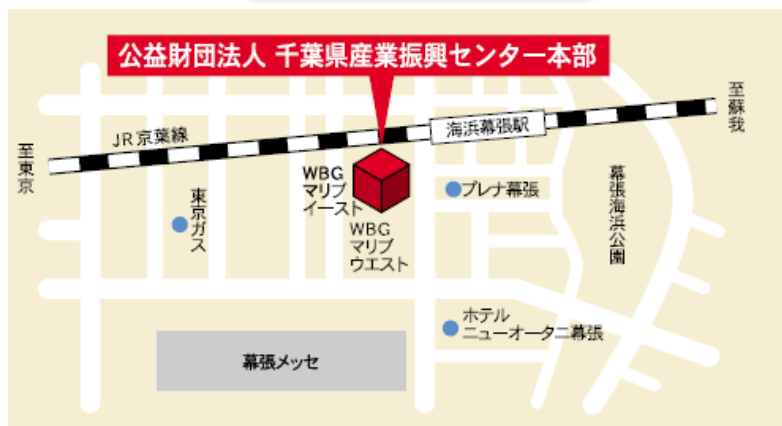 公益財団法人 千葉県産業振興センター本部
至蘇我
JR京葉線
海浜幕張駅
至東京
WBG
マリブ
イースト
プレナ幕張
幕張海浜公園
東京ガス
WBG
マリブ
ウエスト
ホテル
ニューオータニ幕張
幕張メッセ